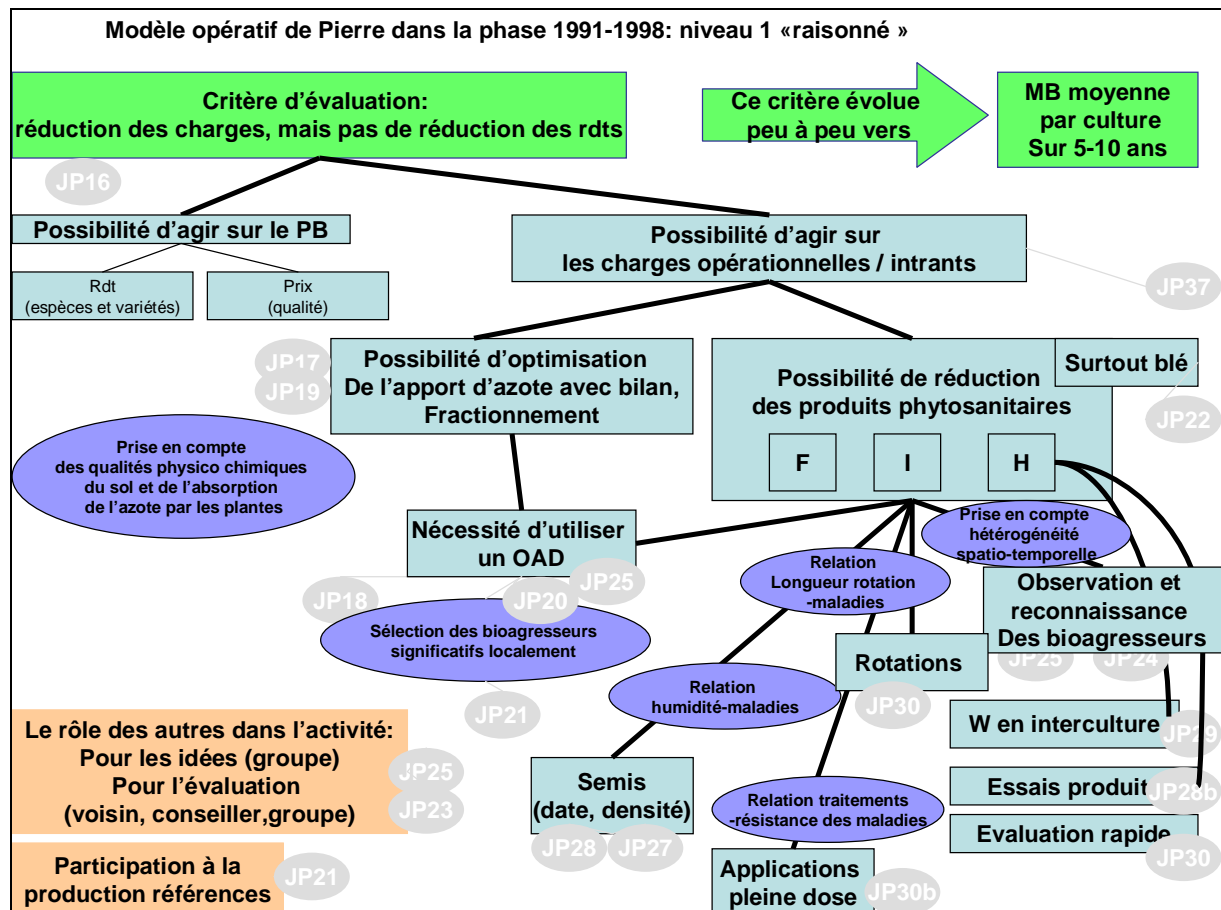 Modèle opératif de Pierre dans la phase 1991-1998: niveau 1 «raisonné »
Critère d'évaluation:
réduction des charges, mais pas de réduction des rdts
Ce critère évolue
peu à peu vers
MB moyenne
par culture
Sur 5-10 ans
JP16
Possibilité d'agir sur le PB
Possibilité d'agir sur
les charges opérationnelles / intrants
Rdt
(espèces et variétés)
Prix
(qualité)
JP37
JP17
JP19
Possibilité d'optimisation
De l'apport d'azote avec bilan,
Fractionnement
Possibilité de réduction
des produits phytosanitaires
Surtout blé
JP22
F
I
H
Prise en compte
des qualités physico chimiques
du sol et de l'absorption
de l'azote par les plantes
Nécessité d'utiliser
un OAD
Prise en compte
hétérogénéité
spatio-temporelle
Relation
Longueur rotation
-maladies
Observation et
reconnaissance
Des bioagresseurs
JP18
JP20
JP25
Sélection des bioagresseurs
significatifs localement
JP21
JP25
JP24
Rotations
JP30
Relation
humidité-maladies
W en interculture
JP29
Le rôle des autres dans l'activité:
Pour les idées (groupe)
Pour l'évaluation
(voisin, conseiller,groupe)
JP25
JP23
Semis
(date, densité)
JP28
JP27
Relation traitements
-résistance des maladies
Essais produit
JP28b
Evaluation rapide
JP30
Participation à la
production références
JP21
Applications
pleine dose
JP30b